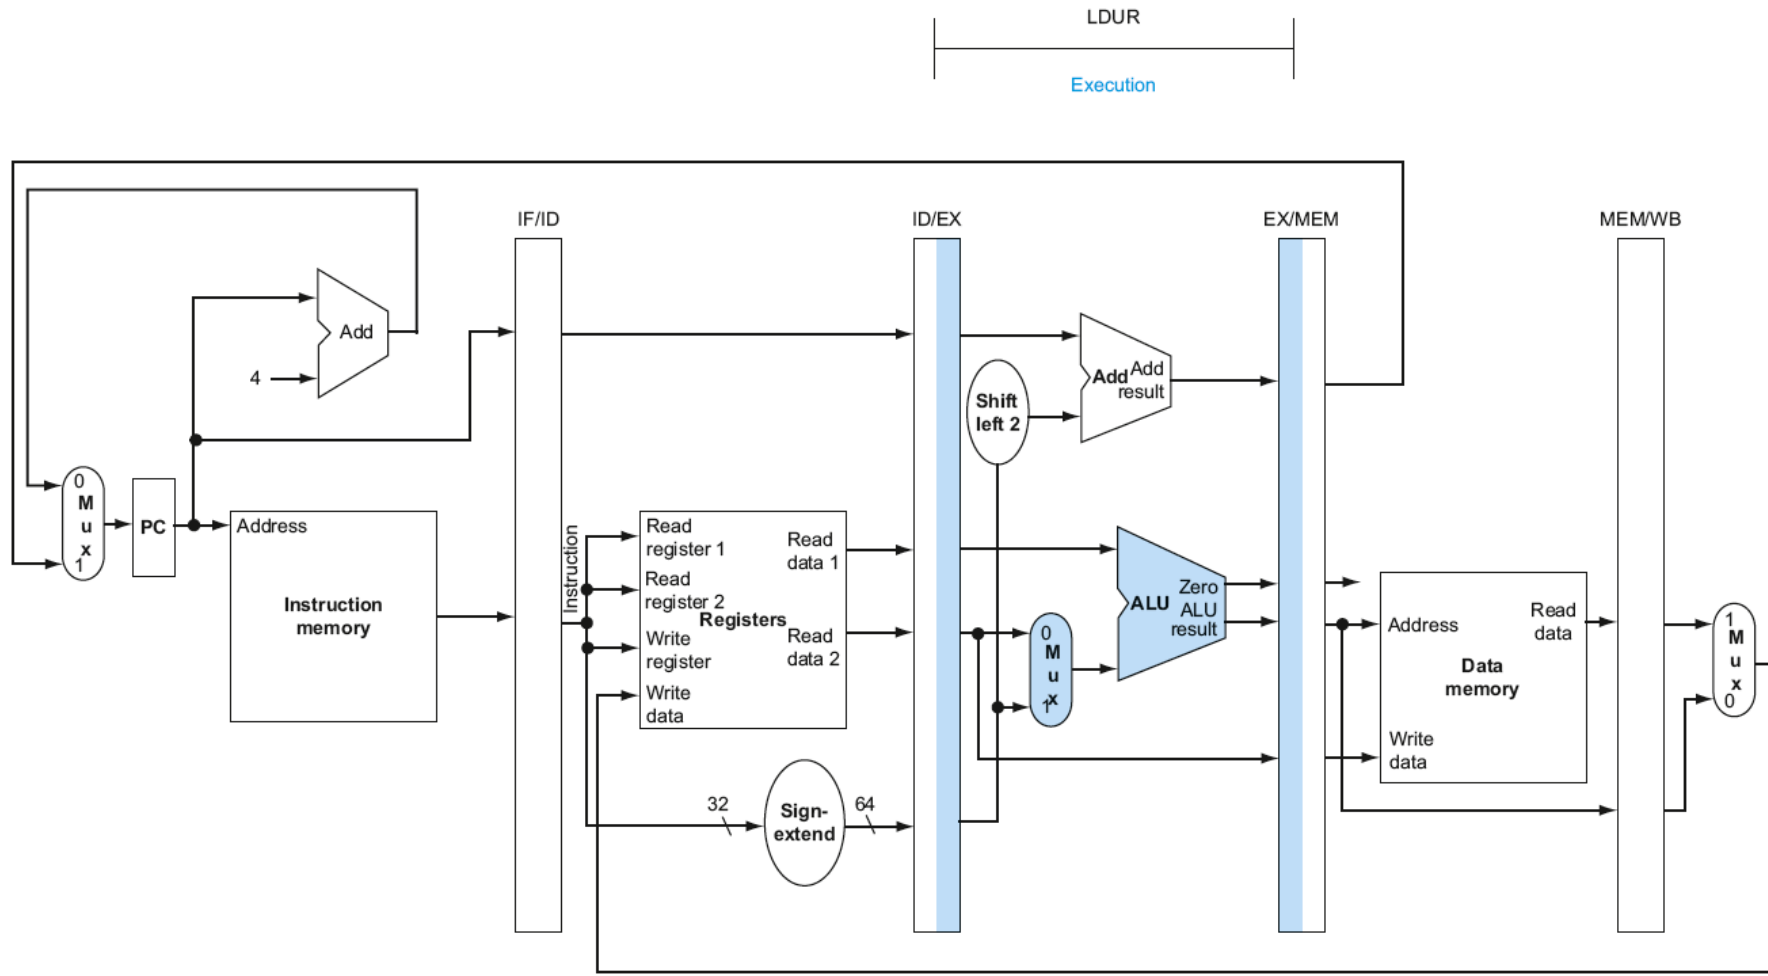 LDUR
Execution
IF/ID
ID/EX
EX/MEM
MEM/WB
Add
4
Add Add
result
Shift
left 2
0
M
u
x
1
PC
Address
Instruction
memory
Instruction
Read
register 1
Read
register 2
Write
register
Write
data
Registers
Read
data 1
Read
data 2
0
M
u
x
1
ALU
Zero
ALU
result
Address
Read
data
Data
memory
Write
data
1
M
u
x
0
32
Sign-
extend
64